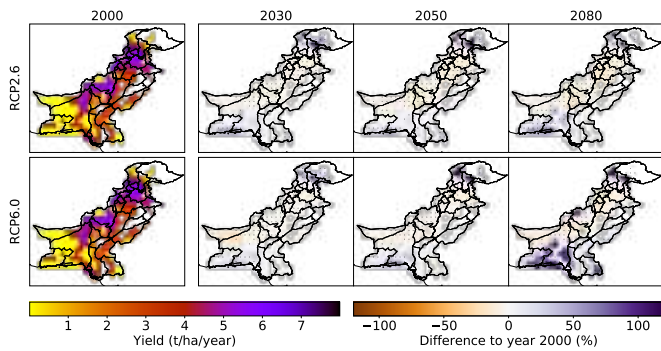 2000 2030 2050 2080
RCP2.6
RCP6.0
1 2 3 4 5 6 7
Yield (t/ha/year)
−100 −50 0 50 100
Difference to year 2000 (%)